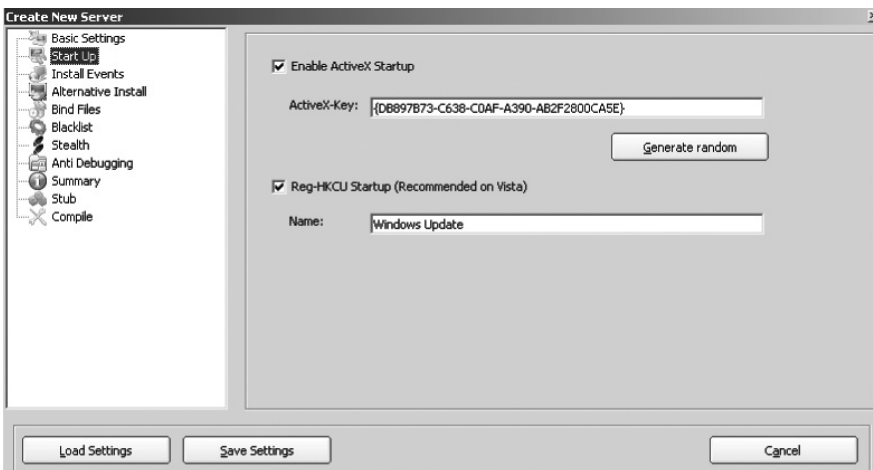 Create New Server
Basic Settings
Start Up
Install Events
Alternative Install
Bind Files
Blacklist
Stealth
Anti Debugging
Summary
Stub
Compile
Enable ActiveX Startup
ActiveX-Key: {DB897B73-C638-C0AF-A390-AB2F2800CA5E}
Generate random
Reg-HKCU Startup (Recommended on Vista)
Name: Windows Update
Load Settings
Save Settings
Cancel